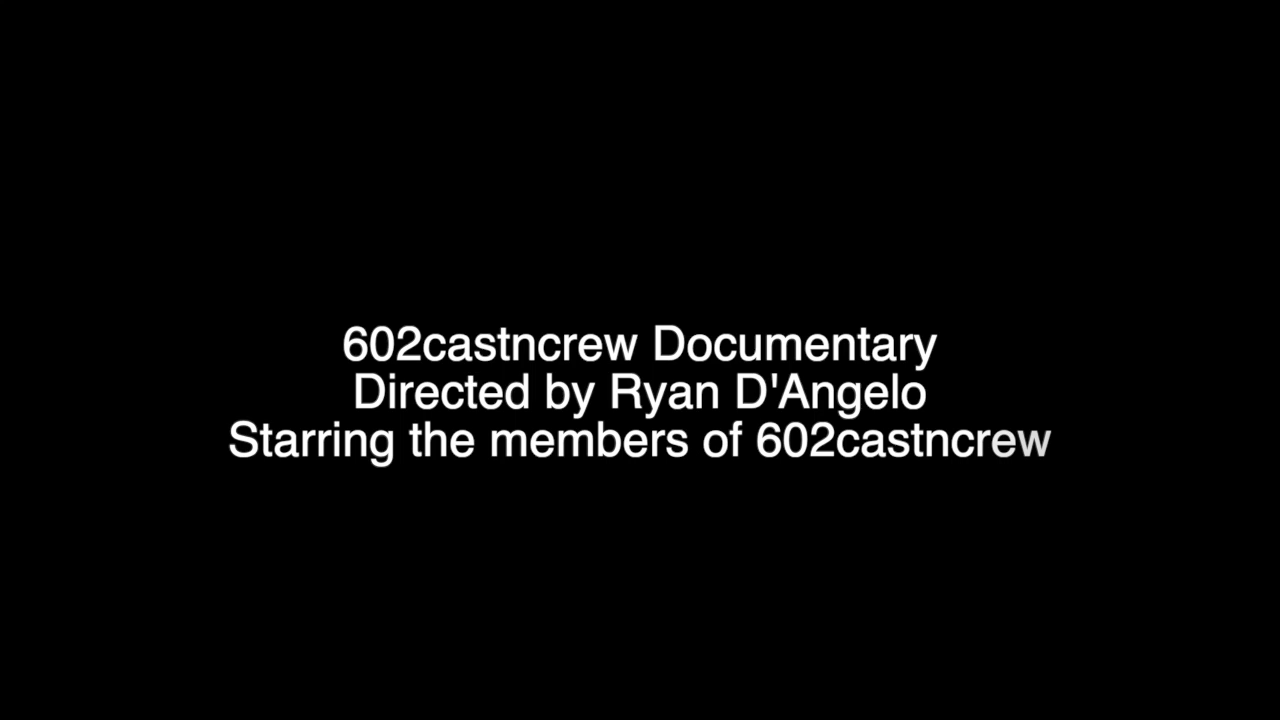 602castncrew Documentary
Directed by Ryan D'Angelo
Starring the members of 602castncrew